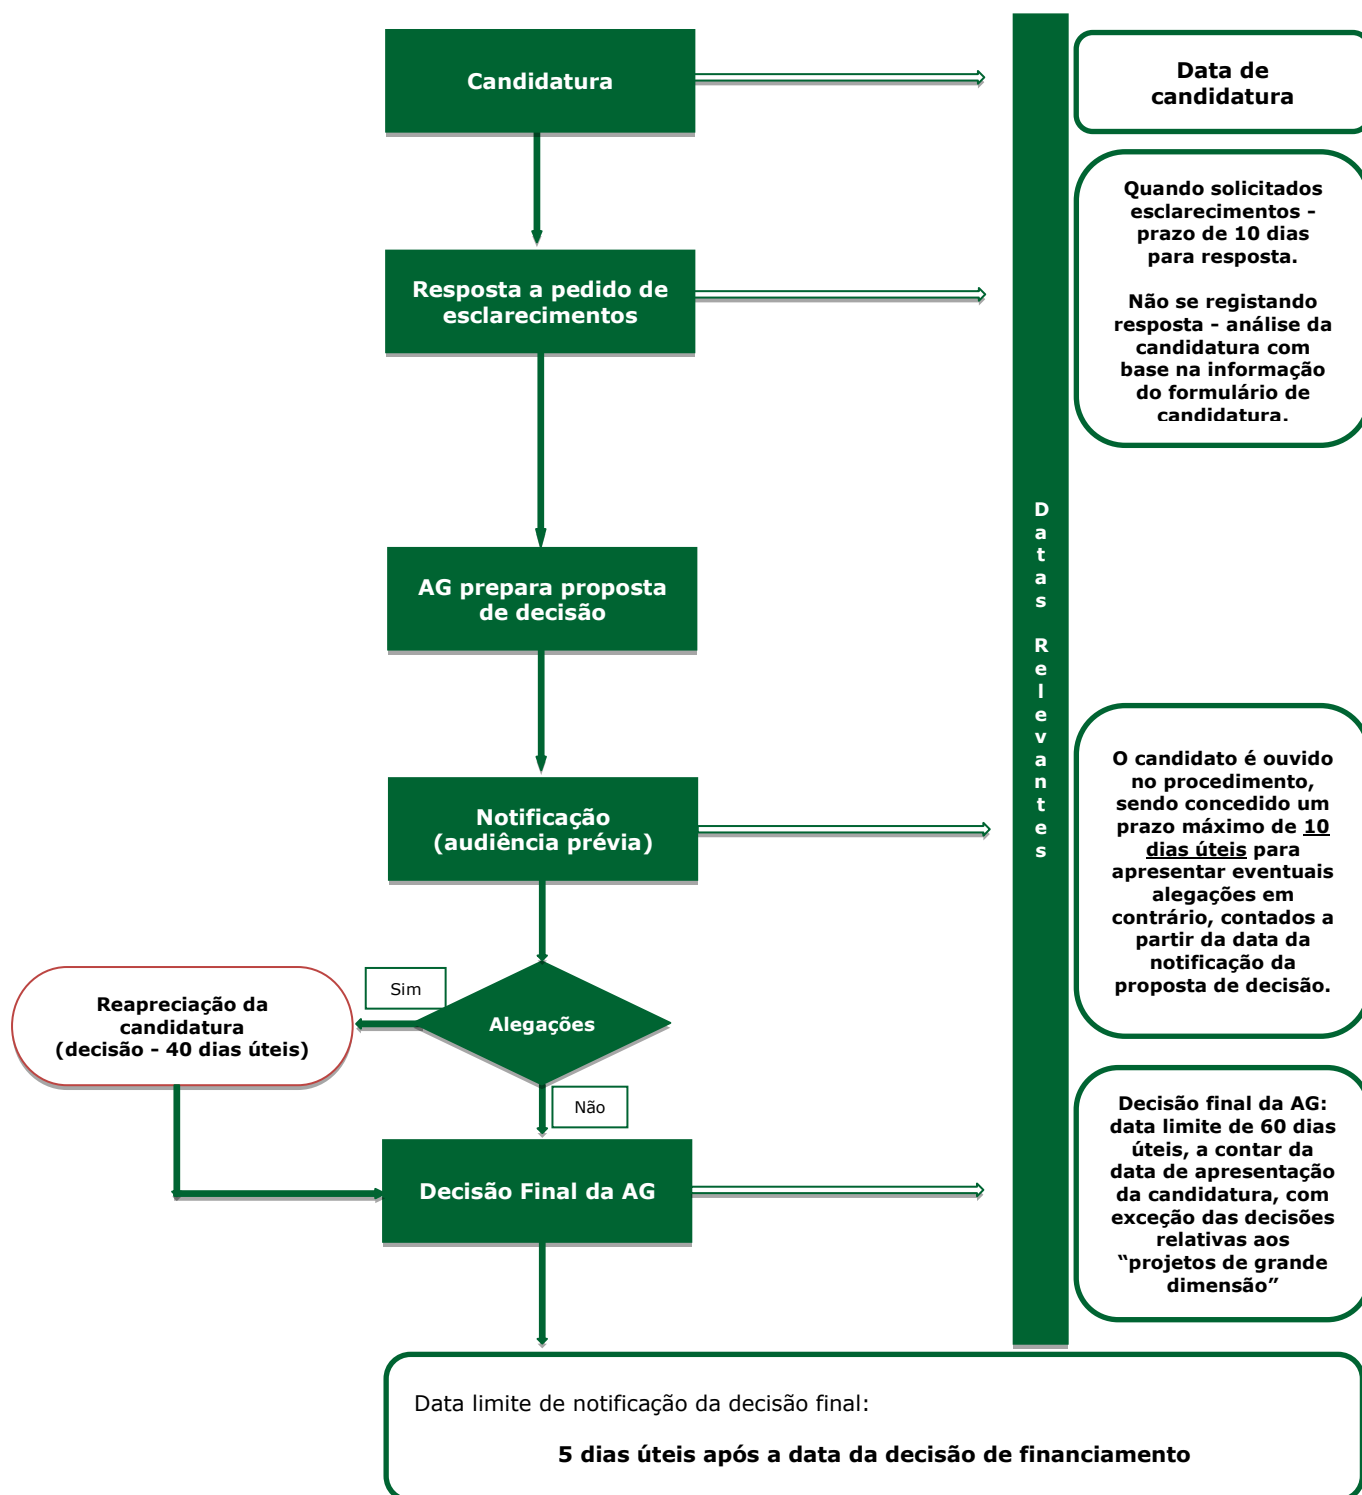 Candidatura
Data de
candidatura
Quando solicitados
esclarecimentos -
prazo de 10 dias
para resposta.
Não se registando
resposta - análise da
candidatura com
base na informação
do formulário de
candidatura.
Resposta a pedido de
esclarecimentos
AG prepara proposta
de decisão
Datas Relevantes
Notificação
(audiência prévia)
O candidato é ouvido
no procedimento,
sendo concedido um
prazo máximo de 10
dias úteis para
apresentar eventuais
alegações em
contrário, contados a
partir da data da
notificação da
proposta de decisão.
Sim
Alegações
Reapreciação da
candidatura
(decisão - 40 dias úteis)
Não
Decisão Final da AG
Decisão final da AG:
data limite de 60 dias
úteis, a contar da
data de apresentação
da candidatura, com
exceção das decisões
relativas aos
“projetos de grande
dimensão”
Data limite de notificação da decisão final:
5 dias úteis após a data da decisão de financiamento